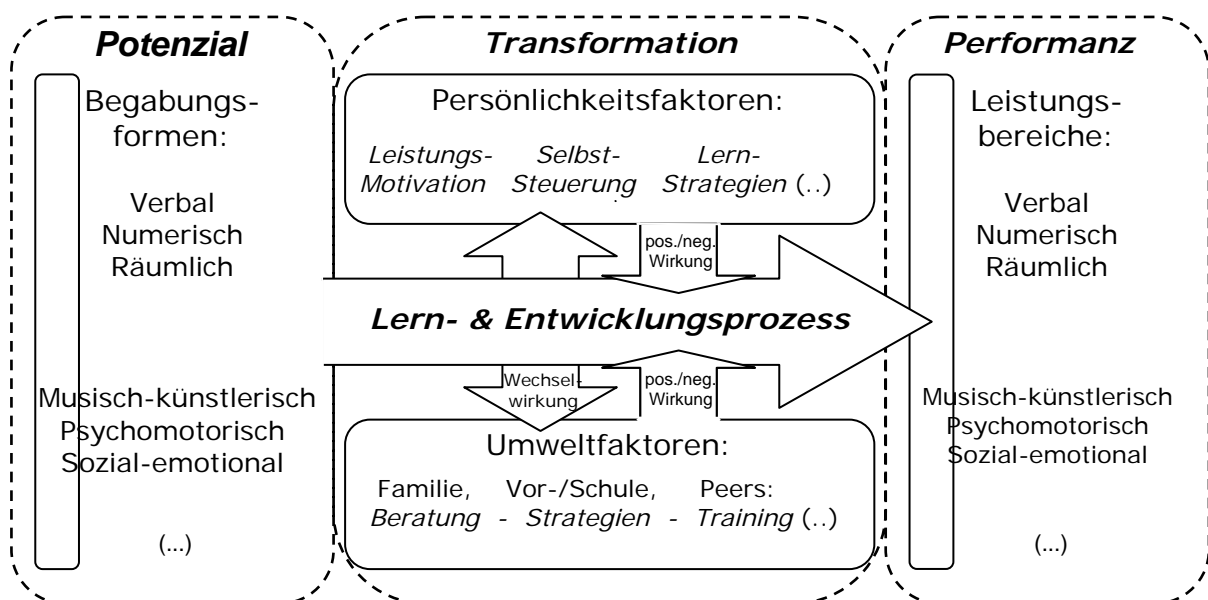 Potenzial
Begabungs-
formen:
Verbal
Numerisch
Räumlich
Musisch-künstlerisch
Psychomotorisch
Sozial-emotional
(...)
Transformation
Persönlichkeitsfaktoren:
Leistungs- Selbst- Lern-
Motivation Steuerung Strategien (..)
pos./neg.
Wirkung
Lern- & Entwicklungsprozess
Wechsel-
wirkung
pos./neg.
Wirkung
Umweltfaktoren:
Familie, Vor-/Schule, Peers:
Beratung - Strategien - Training (..)
Performanz
Leistungs-
bereiche:
Verbal
Numerisch
Räumlich
Musisch-künstlerisch
Psychomotorisch
Sozial-emotional
(...)